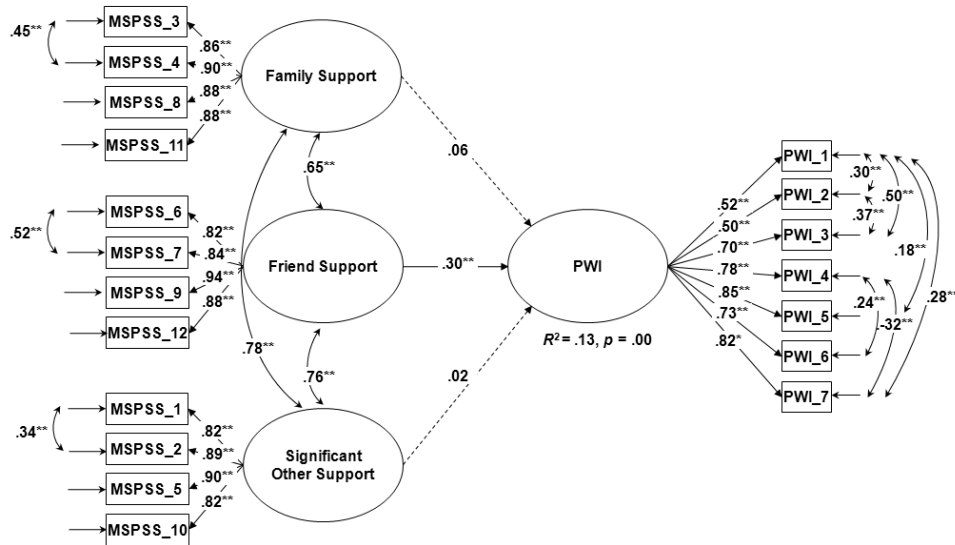 MSPSS_3
.45**
MSPSS_4
MSPSS_8
MSPSS_11
.86**
.90**
.88**
.88**
Family Support
.65**
MSPSS_6
.52**
MSPSS_7
MSPSS_9
MSPSS_12
.82**
.84**
.94**
.88**
Friend Support
.78**
.76**
MSPSS_1
.34**
MSPSS_2
MSPSS_5
MSPSS_10
.82**
.89**
.90**
.82**
Significant
Other Support
.06
.30**
.02
PWI
R² = .13, p = .00
.52**
.50**
.70**
.78**
.85**
.73**
.82*
PWI_1
PWI_2
PWI_3
PWI_4
PWI_5
PWI_6
PWI_7
.30**
.50**
.37**
.18**
.24**
.-32**
.28**